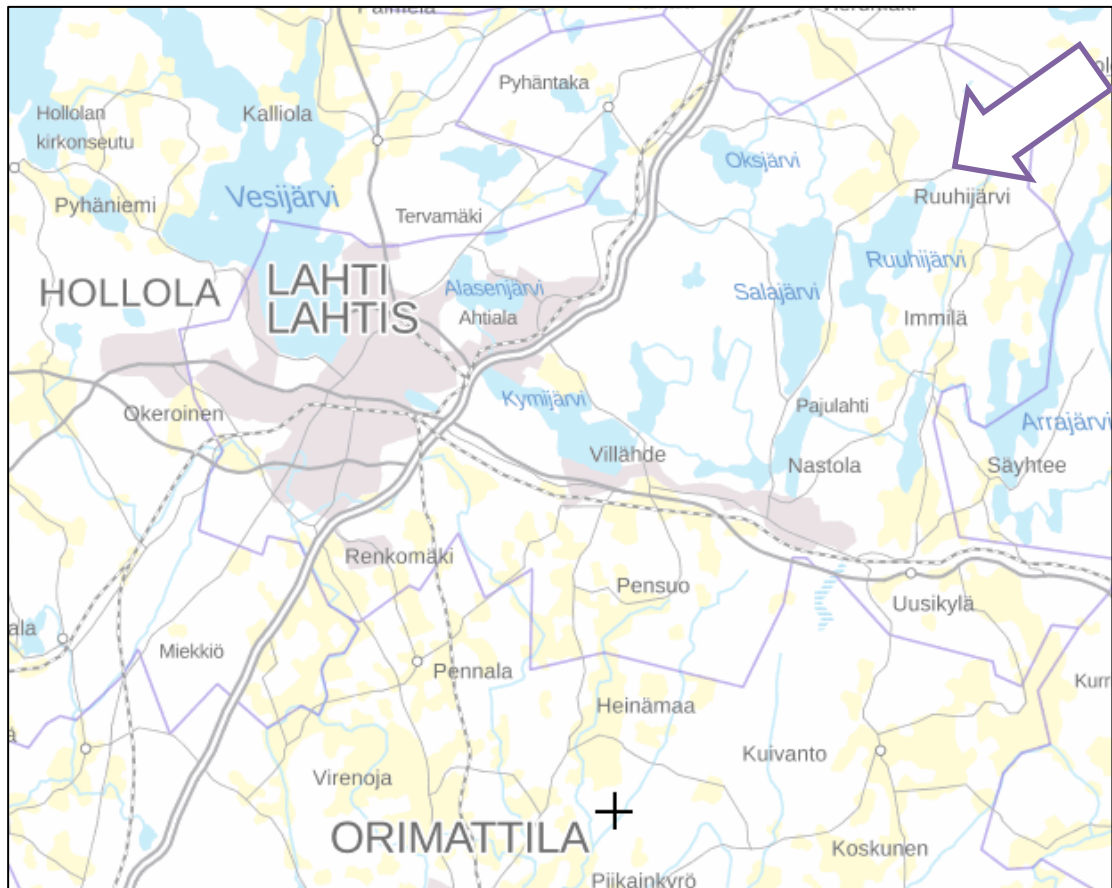 Pyhäntaka
Hollolan
kirkonseutu
Kalliola
Oksjärvi
Vesijärvi
Pyhäniemi
Tervamäki
Ruuhijärvi
Ruuhijärvi
HOLLOLA
LAHTI
LAHTIS
Alasenjärvi
Ahtiala
Salajärvi
Immilä
Kymijärvi
Okeroinen
Pajulahti
Arrajärvi
Villähde
Nastola
Säyhtee
Renkomäki
Pensuo
Uusikylä
Miekkiö
Pennala
Heinämaa
Kuivanto
Virenoja
ORIMATTILA
Koskunen
Piikainkyrö